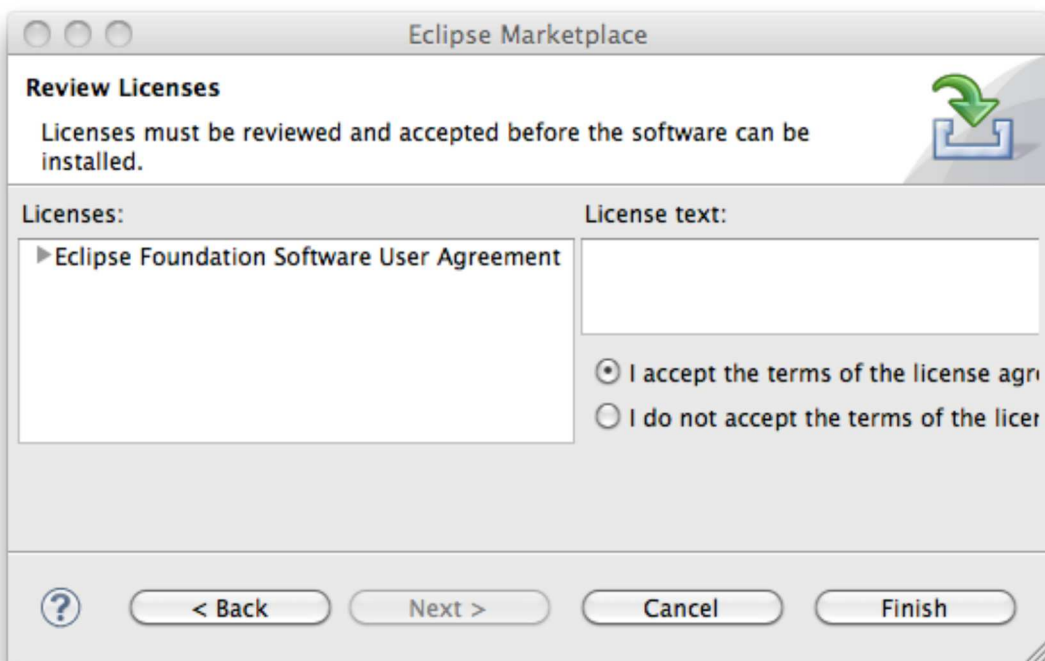 Eclipse Marketplace
Review Licenses
Licenses must be reviewed and accepted before the software can be
installed.
Licenses:
Eclipse Foundation Software User Agreement
License text:
I accept the terms of the license
I do not accept the terms of the
?
< Back
Next >
Cancel
Finish